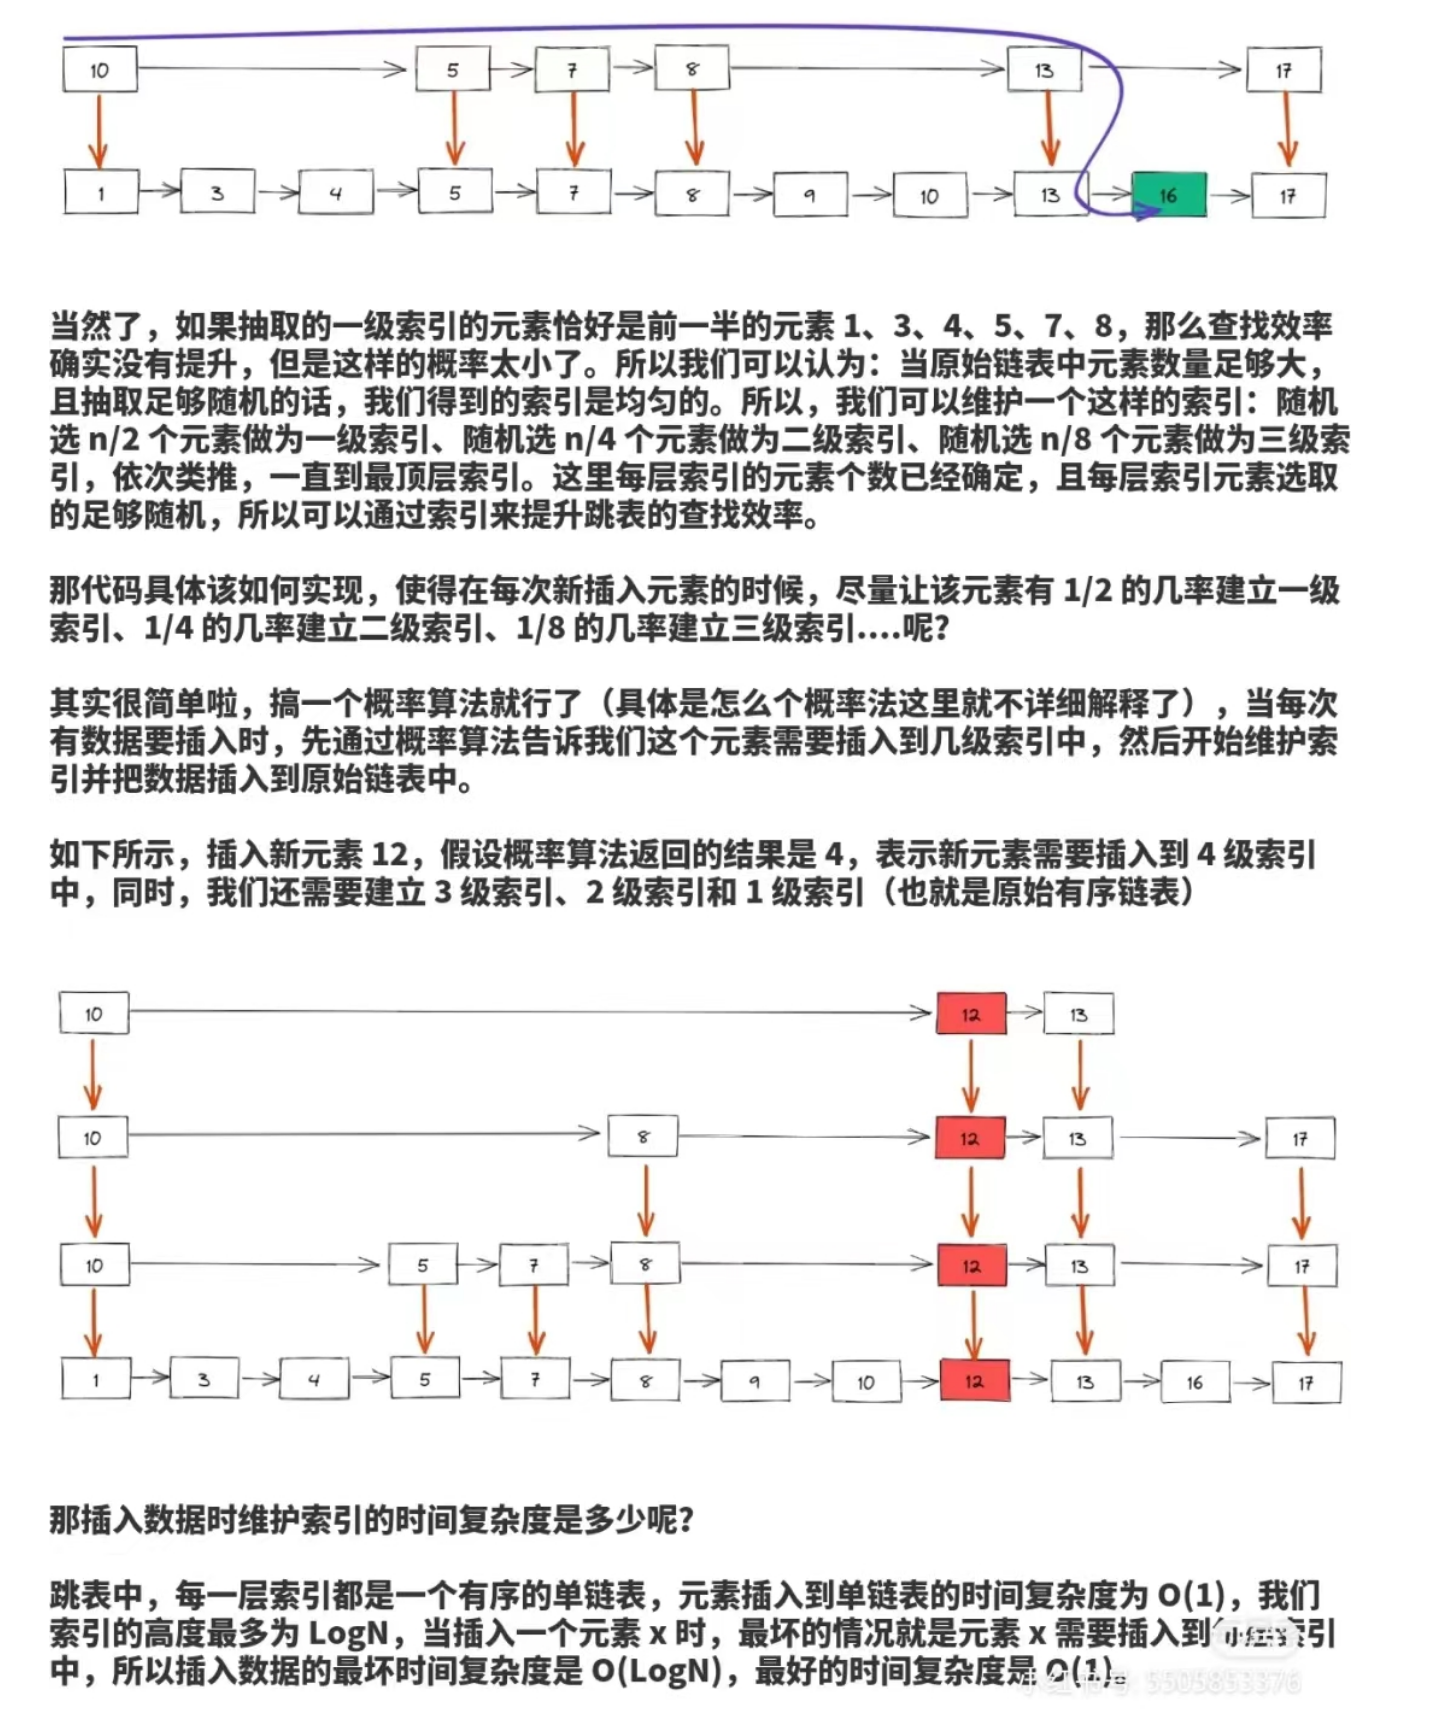 10 5 7 8 13 17
1 3 4 5 7 8 9 10 13 16 17
当然了，如果抽取的一级索引的元素恰好是前一半的元素 1、3、4、5、7、8，那么查找效率
确实没有提升，但是这样的概率太小了。所以我们可以认为：当原始链表中元素数量足够大，
且抽取足够随机的话，我们得到的索引是均匀的。所以，我们可以维护一个这样的索引：随机
选 n/2 个元素做为一级索引、随机选 n/4 个元素做为二级索引、随机选 n/8 个元素做为三级索
引，依次类推，一直到最顶层索引。这里每层索引的元素个数已经确定，且每层索引元素选取
的足够随机，所以可以通过索引来提升跳表的查找效率。
那代码具体该如何实现，使得在每次新插入元素的时候，尽量让该元素有 1/2 的几率建立一级
索引、1/4 的几率建立二级索引、1/8 的几率建立三级索引....呢？
其实很简单啦，搞一个概率算法就行了（具体是怎么个概率法这里就不详细解释了），当每次
有数据要插入时，先通过概率算法告诉我们这个元素需要插入到几级索引中，然后开始维护索
引并把数据插入到原始链表中。
如下所示，插入新元素 12，假设概率算法返回的结果是 4，表示新元素需要插入到 4 级索引
中，同时，我们还需要建立 3 级索引、2 级索引和 1 级索引（也就是原始有序链表）
10 12 13
10 8 12 13 17
10 5 7 8 12 13 17
1 3 4 5 7 8 9 10 12 13 16 17
那插入数据时维护索引的时间复杂度是多少呢？
跳表中，每一层索引都是一个有序的单链表，元素插入到单链表的时间复杂度为 O(1)，我们
索引的高度最多为 LogN，当插入一个元素 x 时，最坏的情况就是元素 x 需要插入到索引
中，所以插入数据的最坏时间复杂度是 O(LogN)，最好的时间复杂度是 O(1)。
小红书号: 5505853376